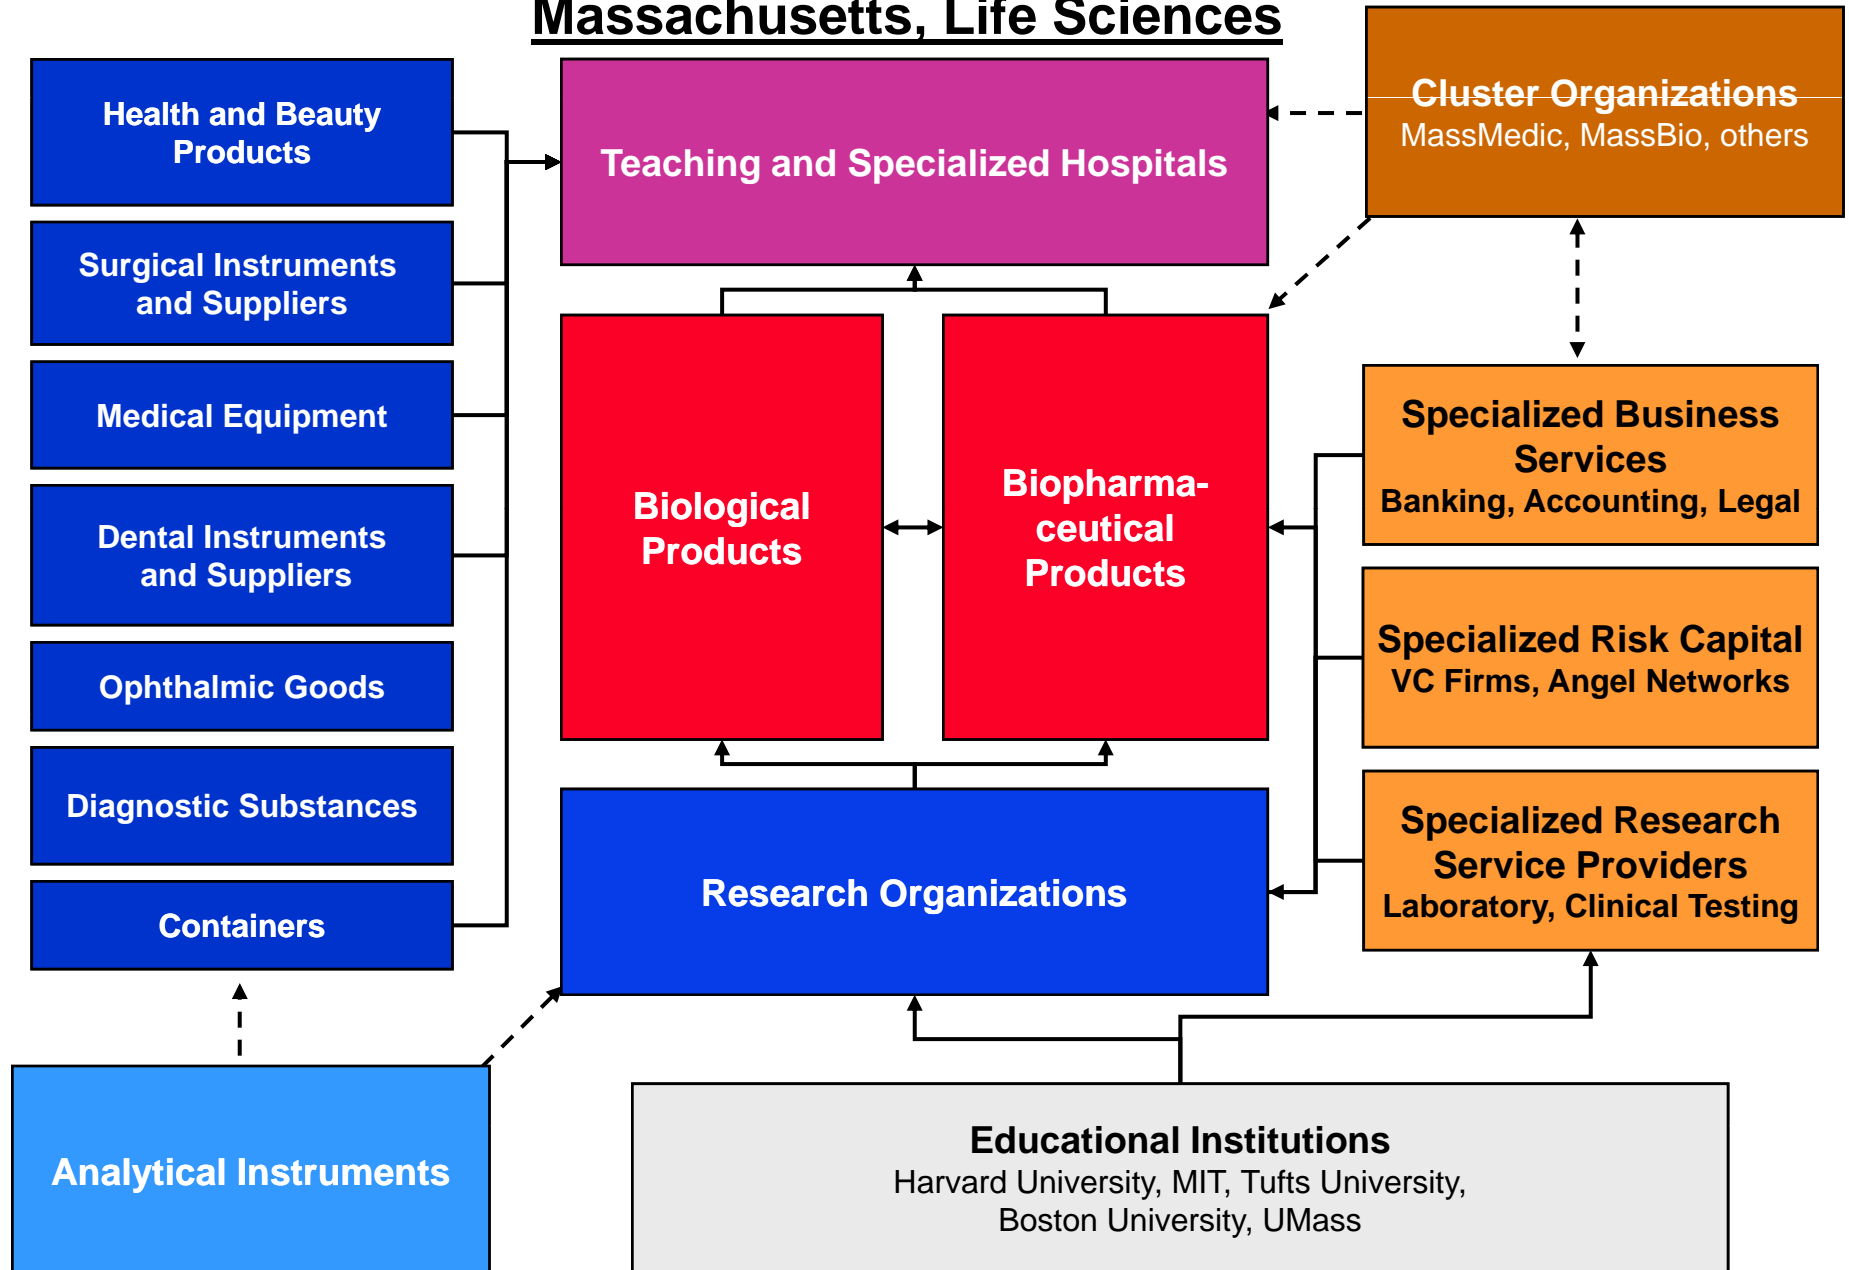 Massachusetts, Life Sciences
Health and Beauty
Products
Surgical Instruments
and Suppliers
Medical Equipment
Dental Instruments
and Suppliers
Ophthalmic Goods
Diagnostic Substances
Containers
Analytical Instruments
Teaching and Specialized Hospitals
Biological
Products
Biopharma-
ceutical
Products
Research Organizations
Educational Institutions
Harvard University, MIT, Tufts University,
Boston University, UMass
Cluster Organizations
MassMedic, MassBio, others
Specialized Business
Services
Banking, Accounting, Legal
Specialized Risk Capital
VC Firms, Angel Networks
Specialized Research
Service Providers
Laboratory, Clinical Testing